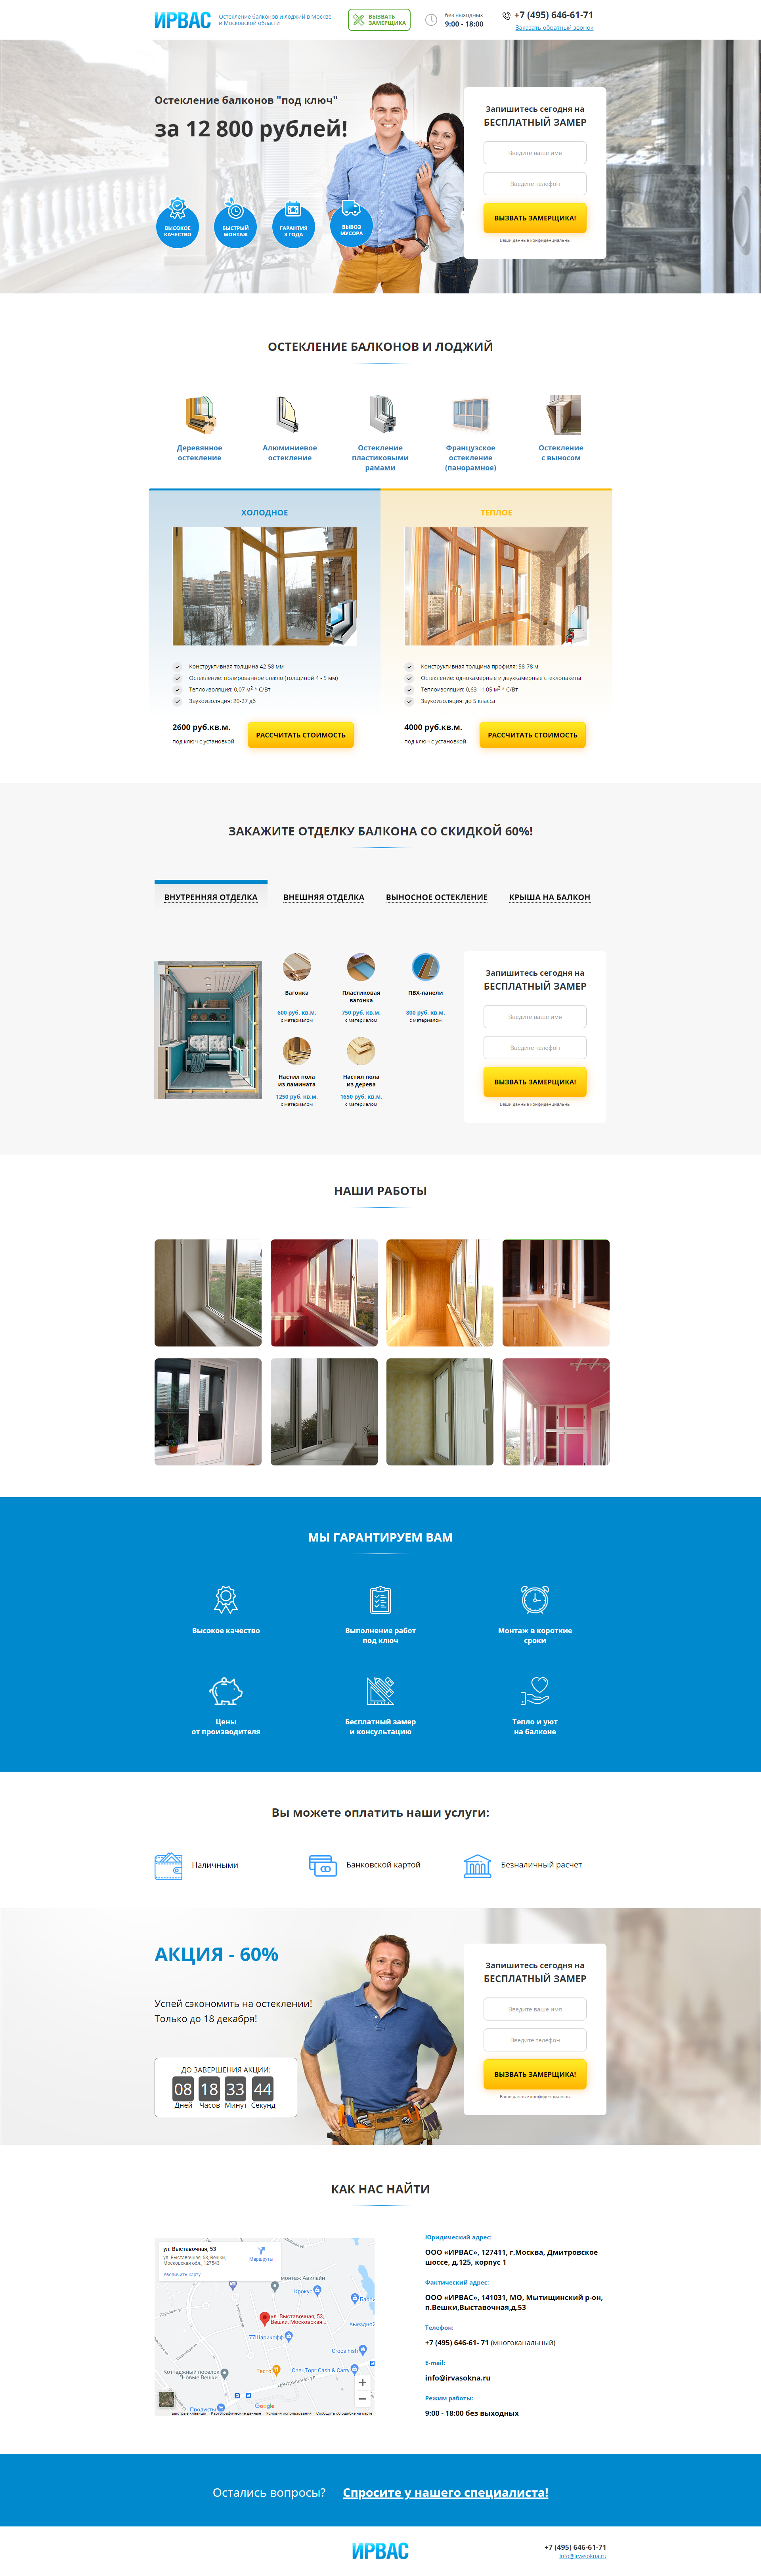 ИРВАС
Остекление балконов и лоджий в Москве
и Московской области
ВЫЗВАТЬ
ЗАМЕРЩИКА
без выходных
9:00 - 18:00
+7 (495) 646-61-71
Заказать обратный звонок
Остекление балконов "под ключ"
за 12 800 рублей!
ВЫСОКОЕ
КАЧЕСТВО
БЫСТРЫЙ
МОНТАЖ
ГАРАНТИЯ
3 ГОДА
ВЫВОЗ
МУСОРА
Запишитесь сегодня на
БЕСПЛАТНЫЙ ЗАМЕР
Введите ваше имя
Введите телефон
ВЫЗВАТЬ ЗАМЕРЩИКА!
Ваши данные конфиденциальны
ОСТЕКЛЕНИЕ БАЛКОНОВ И ЛОДЖИЙ
Деревянное
остекление
Алюминиевое
остекление
Остекление
пластиковыми
рамами
Французское
остекление
(панорамное)
Остекление
с выносом
ХОЛОДНОЕ
Конструктивная толщина 42-58 мм
Остекление: полированное стекло (толщиной 4 - 5 мм)
Теплоизоляция: 0,07 м2 * С/Вт
Звукоизоляция: 20-27 дб
2600 руб.кв.м.
под ключ с установкой
РАССЧИТАТЬ СТОИМОСТЬ
ТЕПЛОЕ
Конструктивная толщина профиля: 58-78 м
Остекление: однокамерные и двухкамерные стеклопакеты
Теплоизоляция: 0,63 - 1,05 м2 * С/Вт
Звукоизоляция: до 5 класса
4000 руб.кв.м.
под ключ с установкой
РАССЧИТАТЬ СТОИМОСТЬ
ЗАКАЖИТЕ ОТДЕЛКУ БАЛКОНА СО СКИДКОЙ 60%!
ВНУТРЕННЯЯ ОТДЕЛКА
ВНЕШНЯЯ ОТДЕЛКА
ВЫНОСНОЕ ОСТЕКЛЕНИЕ
КРЫША НА БАЛКОН
Вагонка
600 руб. кв.м.
с материалом
Пластиковая
вагонка
750 руб. кв.м.
с материалом
ПВХ-панели
800 руб. кв.м.
с материалом
Настил пола
из ламината
1250 руб. кв.м.
с материалом
Настил пола
из дерева
1650 руб. кв.м.
с материалом
Запишитесь сегодня на
БЕСПЛАТНЫЙ ЗАМЕР
Введите ваше имя
Введите телефон
ВЫЗВАТЬ ЗАМЕРЩИКА!
Ваши данные конфиденциальны
НАШИ РАБОТЫ
МЫ ГАРАНТИРУЕМ ВАМ
Высокое качество
Выполнение работ
под ключ
Монтаж в короткие
сроки
Цены
от производителя
Бесплатный замер
и консультацию
Тепло и уют
на балконе
Вы можете оплатить наши услуги:
Наличными
Банковской картой
Безналичный расчет
АКЦИЯ - 60%
Успей сэкономить на остеклении!
Только до 18 декабря!
ДО ЗАВЕРШЕНИЯ АКЦИИ:
08 18 33 44
Дней Часов Минут Секунд
Запишитесь сегодня на
БЕСПЛАТНЫЙ ЗАМЕР
Введите ваше имя
Введите телефон
ВЫЗВАТЬ ЗАМЕРЩИКА!
Ваши данные конфиденциальны
КАК НАС НАЙТИ
ул. Выставочная, 53
ул. Выставочная, 53, Вешки,
Московская обл., 127543
Маршруты
Увеличить карту
Крокус
ул. Выставочная, 53,
Вешки, Московская...
77Шарикофф
Crocs Fish
Коттеджный поселок
"Новые Вешки"
СпецТорг Cash & Carry
Центральная ул.
Продукты
Google
Быстрые клавиши
Картографические данные
Условия использования
Сообщить об ошибке на карте
Юридический адрес:
ООО «ИРВАС», 127411, г.Москва, Дмитровское
шоссе, д.125, корпус 1
Фактический адрес:
ООО «ИРВАС», 141031, МО, Мытищинский р-он,
п.Вешки,Выставочная,д.53
Телефон:
+7 (495) 646-61- 71 (многоканальный)
E-mail:
info@irvasokna.ru
Режим работы:
9:00 - 18:00 без выходных
Остались вопросы?
Спросите у нашего специалиста!
ИРВАС
+7 (495) 646-61-71
info@irvasokna.ru